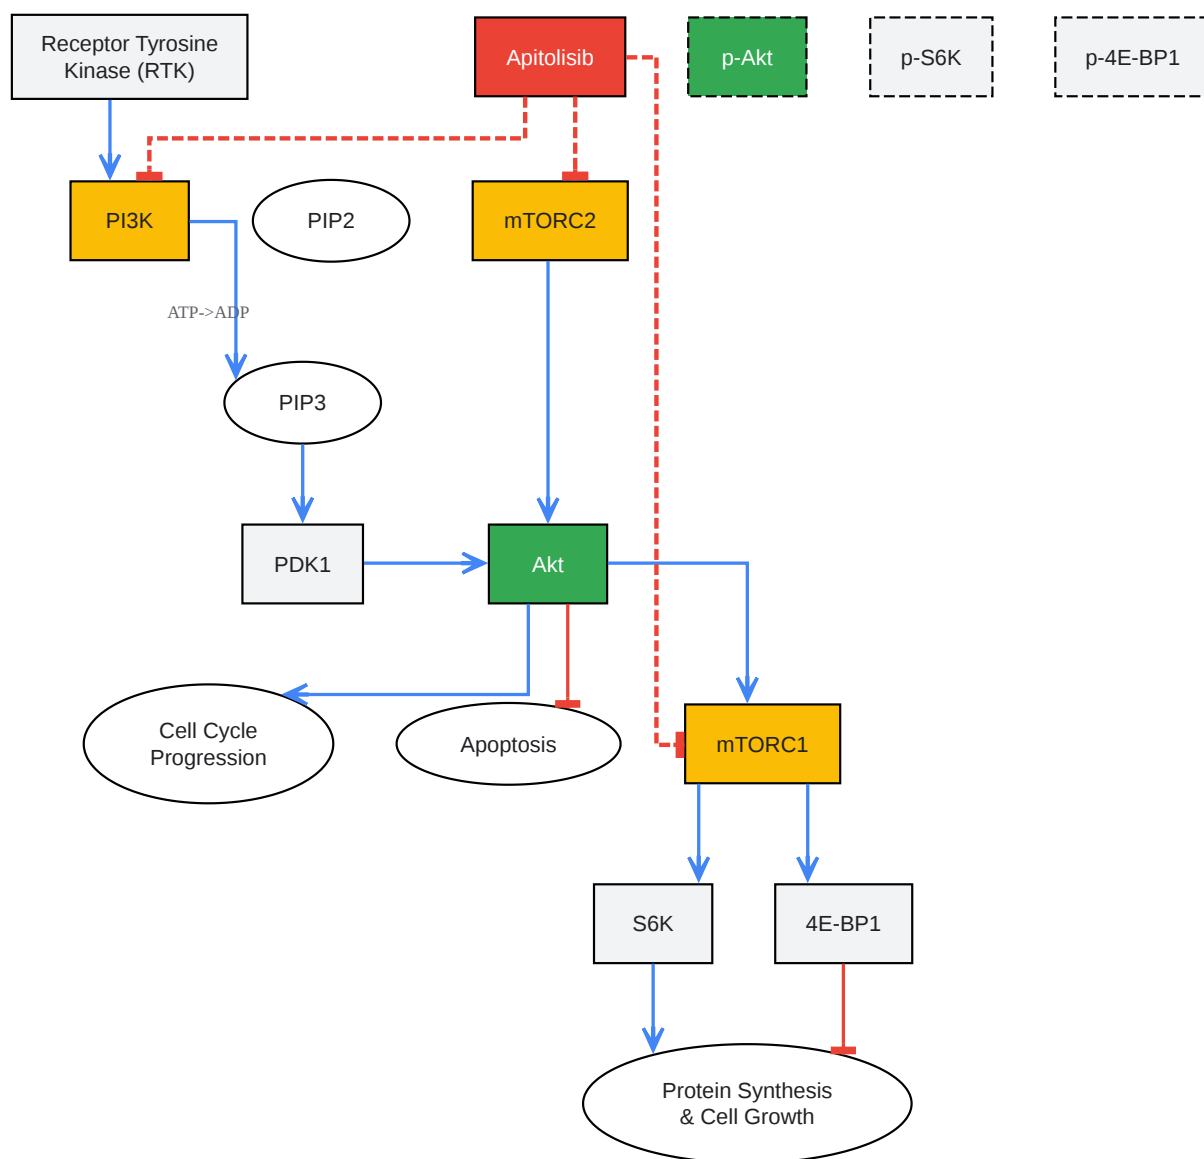 Receptor Tyrosine
Kinase (RTK)
Apitolisib
p-Akt
p-S6K
p-4E-BP1
PI3K
PIP2
mTORC2
ATP->ADP
PIP3
PDK1
Akt
Cell Cycle
Progression
Apoptosis
mTORC1
S6K
4E-BP1
Protein Synthesis
& Cell Growth